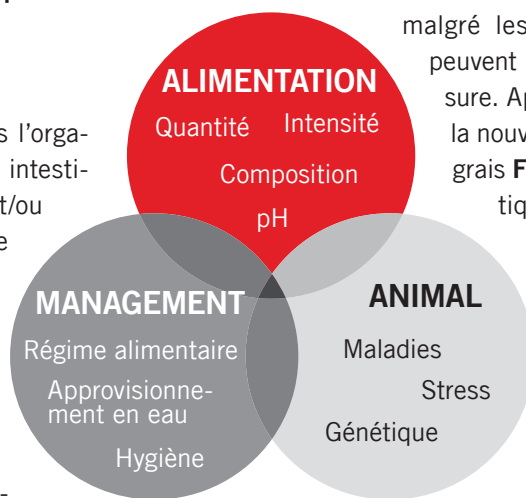 malgré les
peuvent
sure. Ap
la nouv
grais F
tiqu
s l'orga-
intesti-
t/ou
e
ALIMENTATION
Quantité Intensité
Composition
pH
MANAGEMENT
Régime alimentaire
Approvisionne-
ment en eau
Hygiène
ANIMAL
Maladies
Stress
Génétique